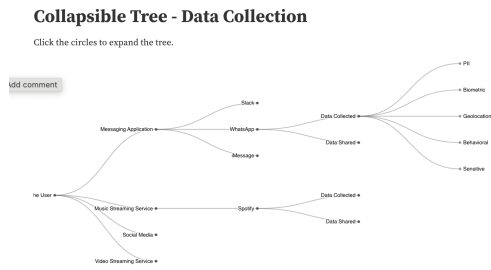 Collapsible Tree - Data Collection
Click the circles to expand the tree.
Add comment
PII
Biometric
Slack
Data Collected
Geolocation
Messaging Application
WhatsApp
Data Shared
Behavioral
iMessage
Sensitive
he User
Data Collected
Music Streaming Service
Spotify
Data Shared
Social Media
Video Streaming Service